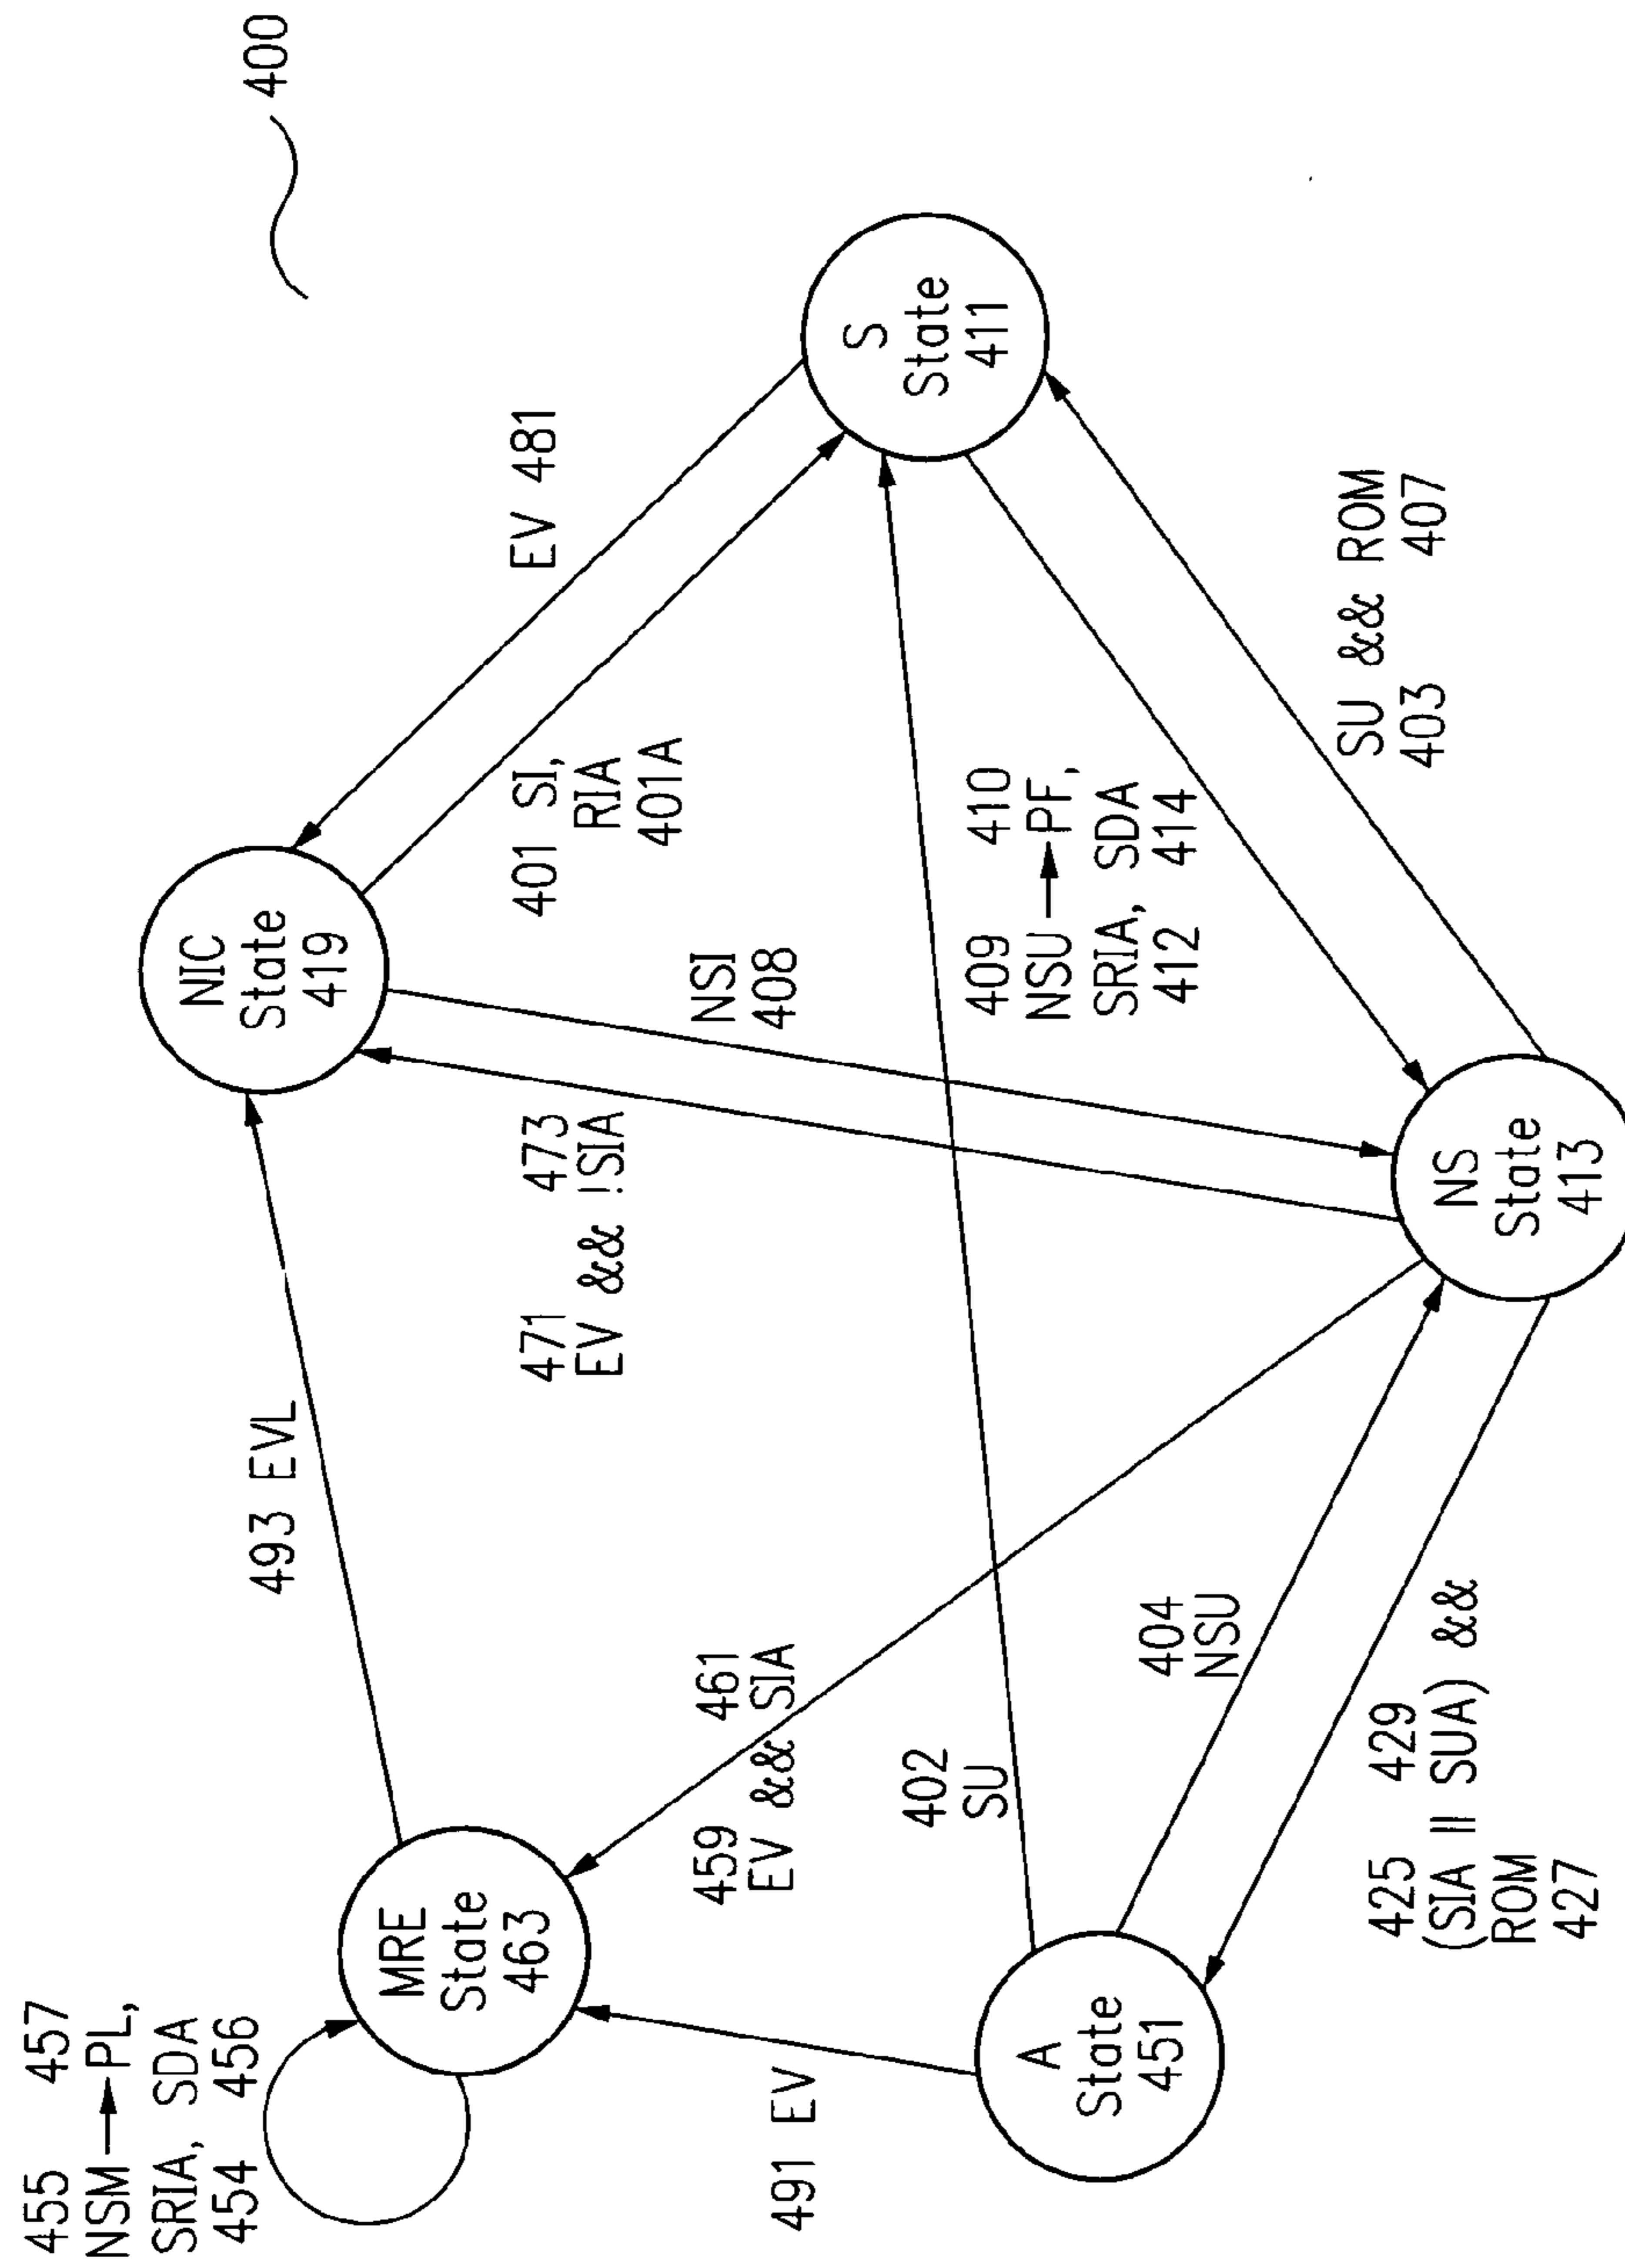 400
455 457
NSM→PL,
SRIA, SDA
454 456
MRE
State
463
493 EVL
NIC
State
419
EV 481
401 SI,
RIA
401A
S
State
411
471 473
EV && !SIA
NSI
408
459 461
EV && SIA
491 EV
402
SU
409 410
NSU→PF,
SRIA, SDA
412 414
A
State
451
404
NSU
NS
State
413
SU && ROM
403 407
425 429
(SIA || SUA) &&
ROM
427